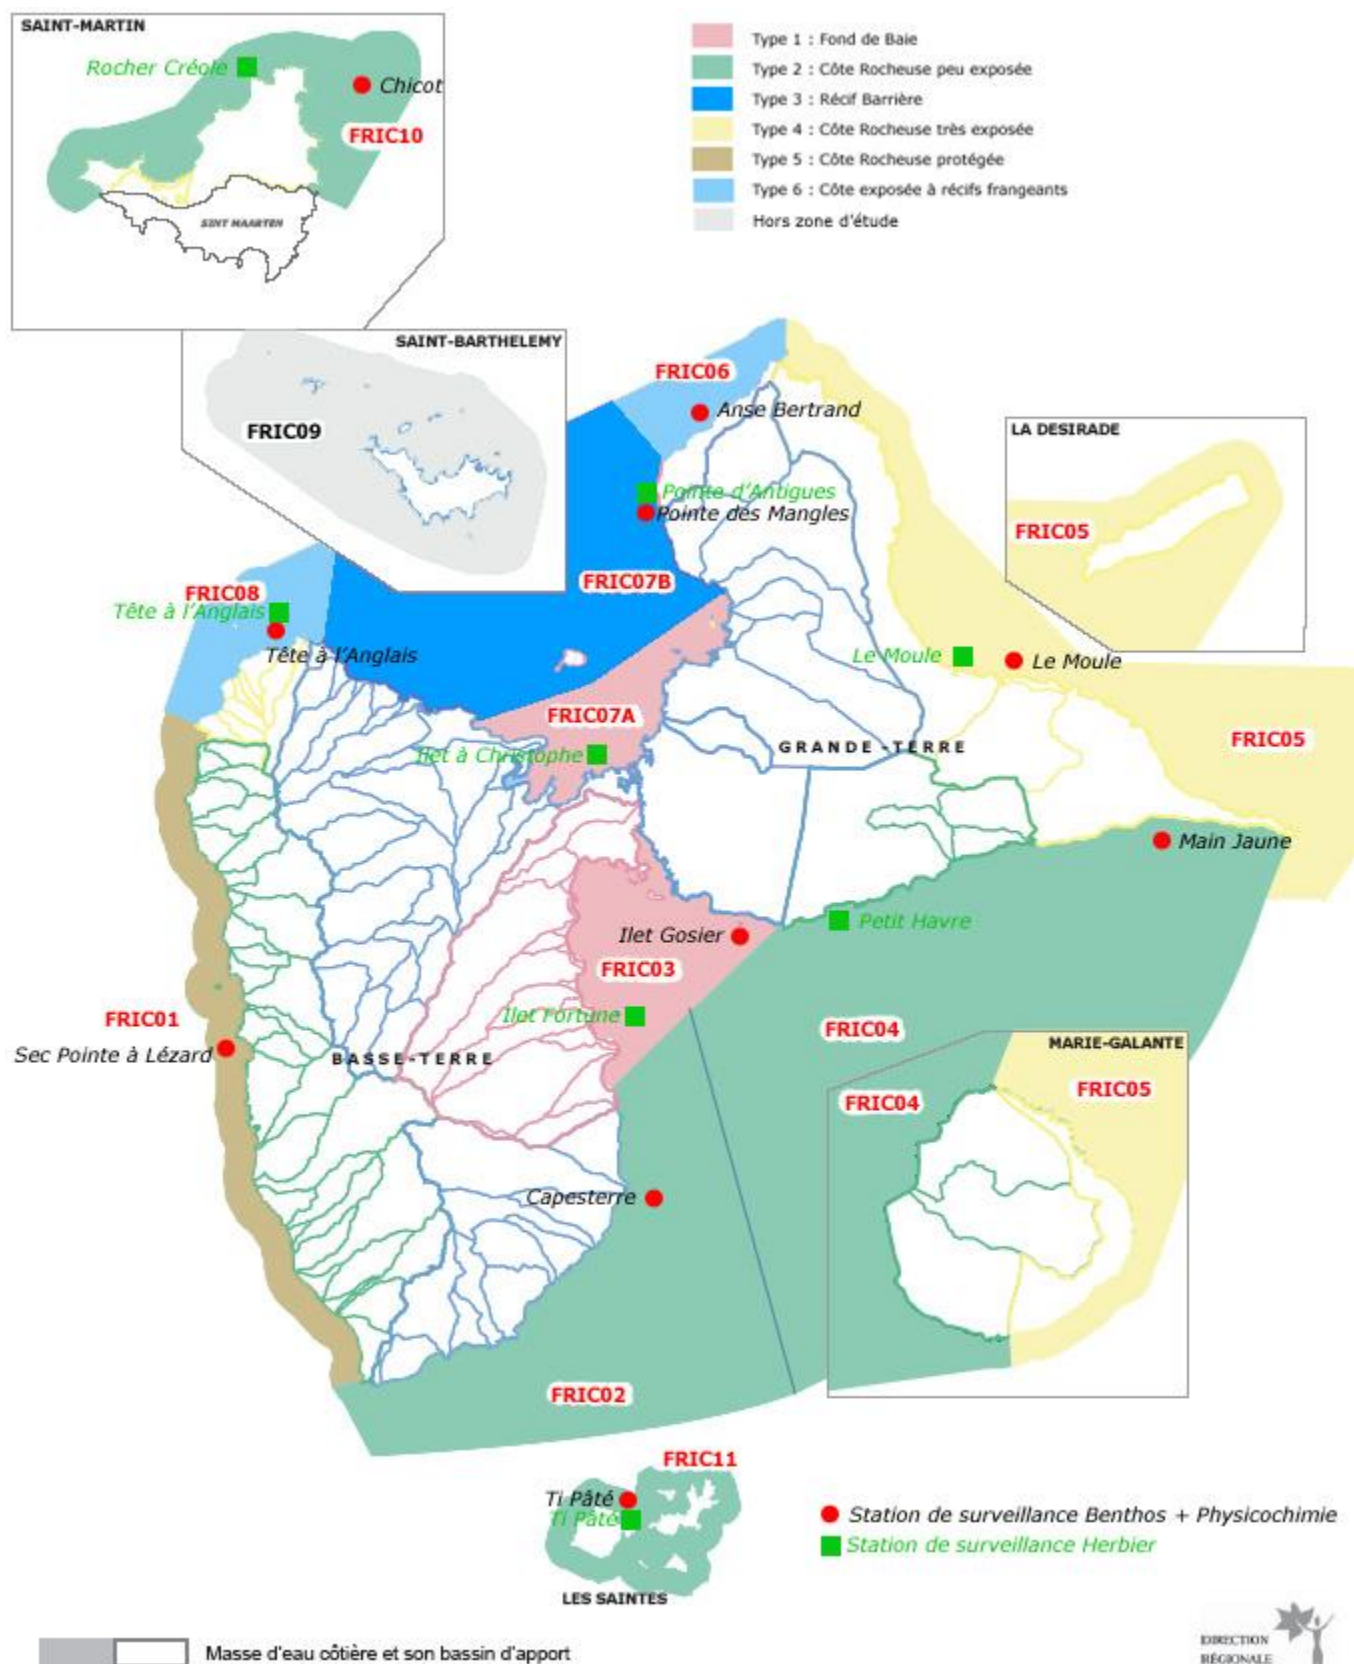 SAINT-MARTIN
Rocher Créole
Chicot
FRIC10
SINT MAARTEN
Type 1 : Fond de Baie
Type 2 : Côte Rocheuse peu exposée
Type 3 : Récif Barrière
Type 4 : Côte Rocheuse très exposée
Type 5 : Côte Rocheuse protégée
Type 6 : Côte exposée à récifs frangeants
Hors zone d'étude
SAINT-BARTHELEMY
FRIC09
FRIC06
Anse Bertrand
LA DESIRADE
FRIC05
Pointe d'Antigues
Pointe des Mangles
FRIC07B
FRIC08
Tête à l'Anglais
Tête à l'Anglais
Le Moule
Le Moule
FRIC07A
Ilet à Christophe
GRANDE-TERRE
FRIC05
Main Jaune
Petit Havre
Ilet Gosier
FRIC03
Ilet Fortune
FRIC01
Sec Pointe à Lézard
BASSE-TERRE
FRIC04
MARIE-GALANTE
FRIC05
FRIC04
Capesterre
FRIC02
FRIC11
Ti Pâté
Ti Pâté
LES SAINTES
Station de surveillance Benthos + Physicochimie
Station de surveillance Herbier
Masse d'eau côtière et son bassin d'apport
DIRECTION
RÉGIONALE